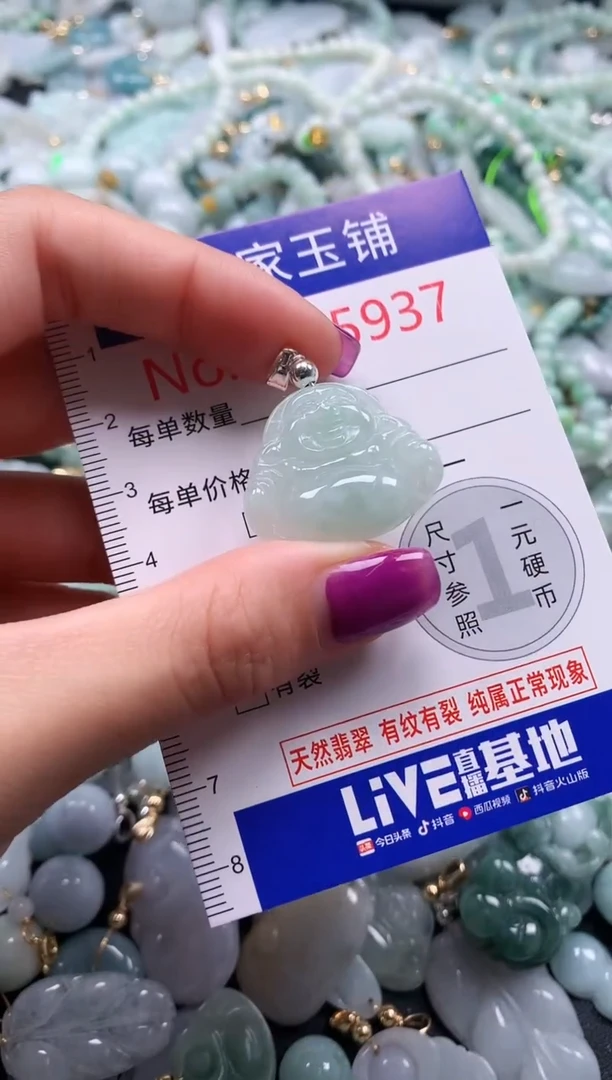 家玉铺
No. 5937
每单数量
每单价格
1
2
3
4
7
8
1
一元硬币
尺寸参照
有裂
天然翡翠 有纹有裂 纯属正常现象
LiVE直播基地
头条 今日头条 抖音 西瓜视频 抖音火山版